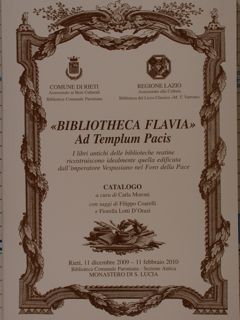 COMUNE DI RIETI
Assessorato ai Beni Culturali
Biblioteca Comunale Paroniana
REGIONE LAZIO
Assessorato alla Cultura
Biblioteca del Liceo Classico «M. T. Varrone»
«BIBLIOTHECA FLAVIA»
Ad Templum Pacis
I libri antichi delle biblioteche reatine
ricostruiscono idealmente quella edificata
dall'imperatore Vespasiano nel Foro della Pace
CATALOGO
a cura di Carla Moroni
con saggi di Filippo Coarelli
e Fiorella Lotti D'Orazi
Rieti, 11 dicembre 2009 – 11 febbraio 2010
Biblioteca Comunale Paroniana - Sezione Antica
MONASTERO DI S. LUCIA